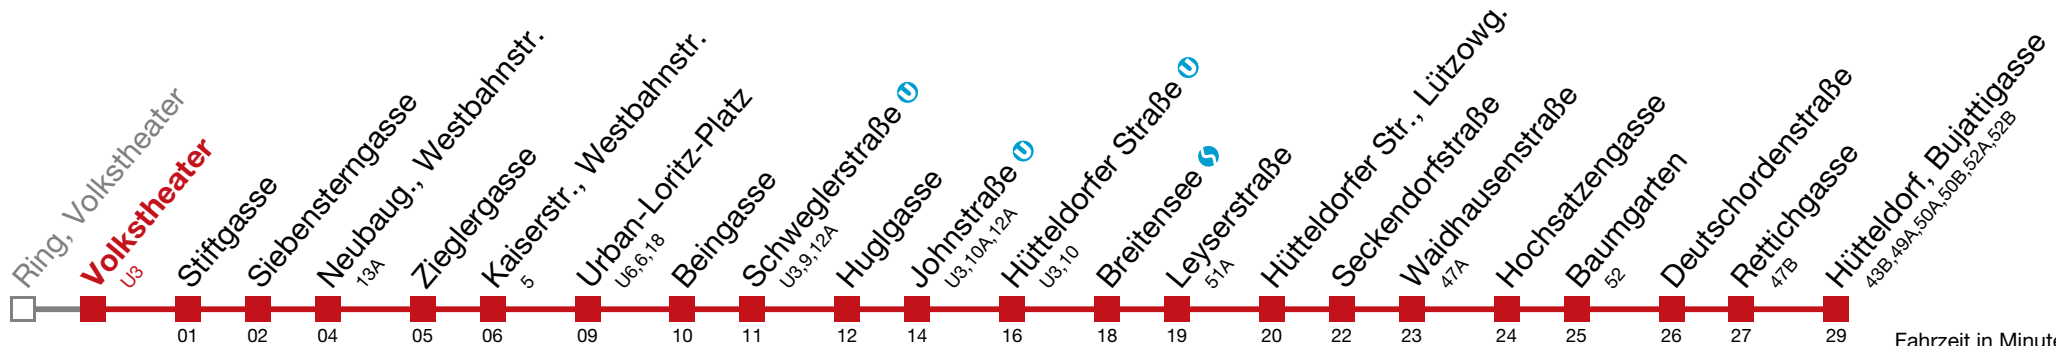 Ring, Volkstheater
Volkstheater
U3
Stiftgasse
01
Siebensterngasse
02
Neubaug., Westbahnstr.
13A
04
Zieglergasse
05
Kaiserstr., Westbahnstr.
5
06
Urban-Loritz-Platz
U6,6,18
09
Beingasse
10
Schweglerstraße U
U3,9,12A
11
Huglgasse
12
Johnstraße U
U3,10A,12A
14
Hütteldorfer Straße U
U3,10
16
Breitensee S
18
Leyserstraße
51A
19
Hütteldorfer Str., Lützowg.
20
Seckendorfstraße
22
Waidhausenstraße
47A
23
Hochsatzengasse
24
Baumgarten
52
25
Deutschordenstraße
26
Rettichgasse
47B
27
Hütteldorf, Bujattigasse
43B,49A,50A,50B,52A,52B
29
Fahrzeit in Minute